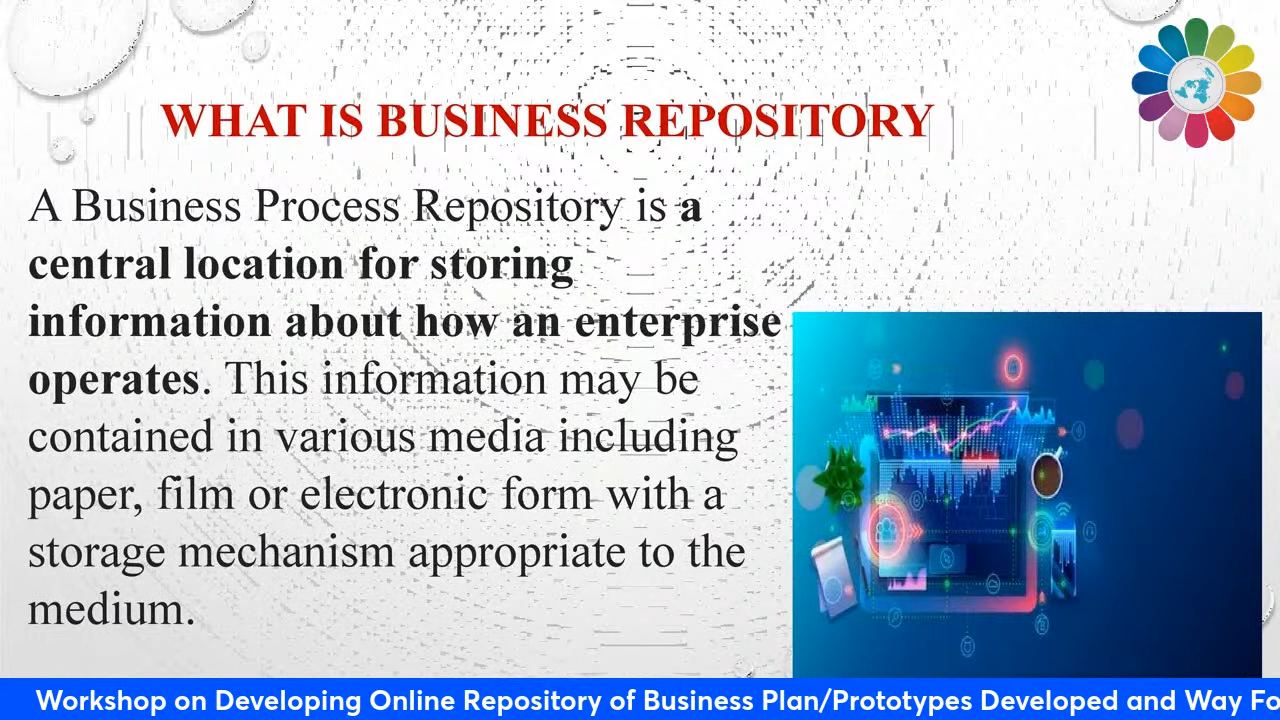 WHAT IS BUSINESS REPOSITORY
A Business Process Repository is a
central location for storing
information about how an enterprise
operates. This information may be
contained in various media including
paper, film or electronic form with a
storage mechanism appropriate to the
medium.
Workshop on Developing Online Repository of Business Plan/Prototypes Developed and Way Fo